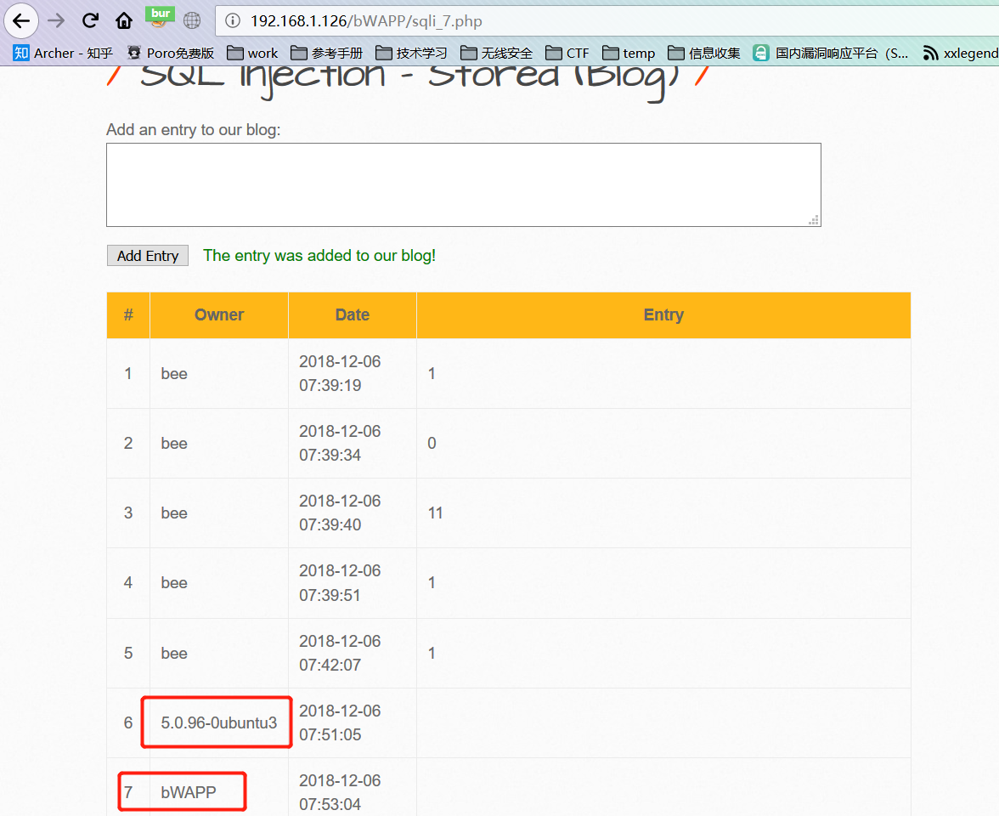 bur
192.168.1.126/bWAPP/sqli_7.php
知 Archer - 知乎 Poro免费版 work 参考手册 技术学习 无线安全 CTF temp 信息收集 国内漏洞响应平台（S... xxlegend
/ SQL Injection - Stored (Blog) /
Add an entry to our blog:
Add Entry The entry was added to our blog!
# Owner Date Entry
1 bee 2018-12-06 07:39:19 1
2 bee 2018-12-06 07:39:34 0
3 bee 2018-12-06 07:39:40 11
4 bee 2018-12-06 07:39:51 1
5 bee 2018-12-06 07:42:07 1
6 5.0.96-0ubuntu3 2018-12-06 07:51:05
7 bWAPP 2018-12-06 07:53:04